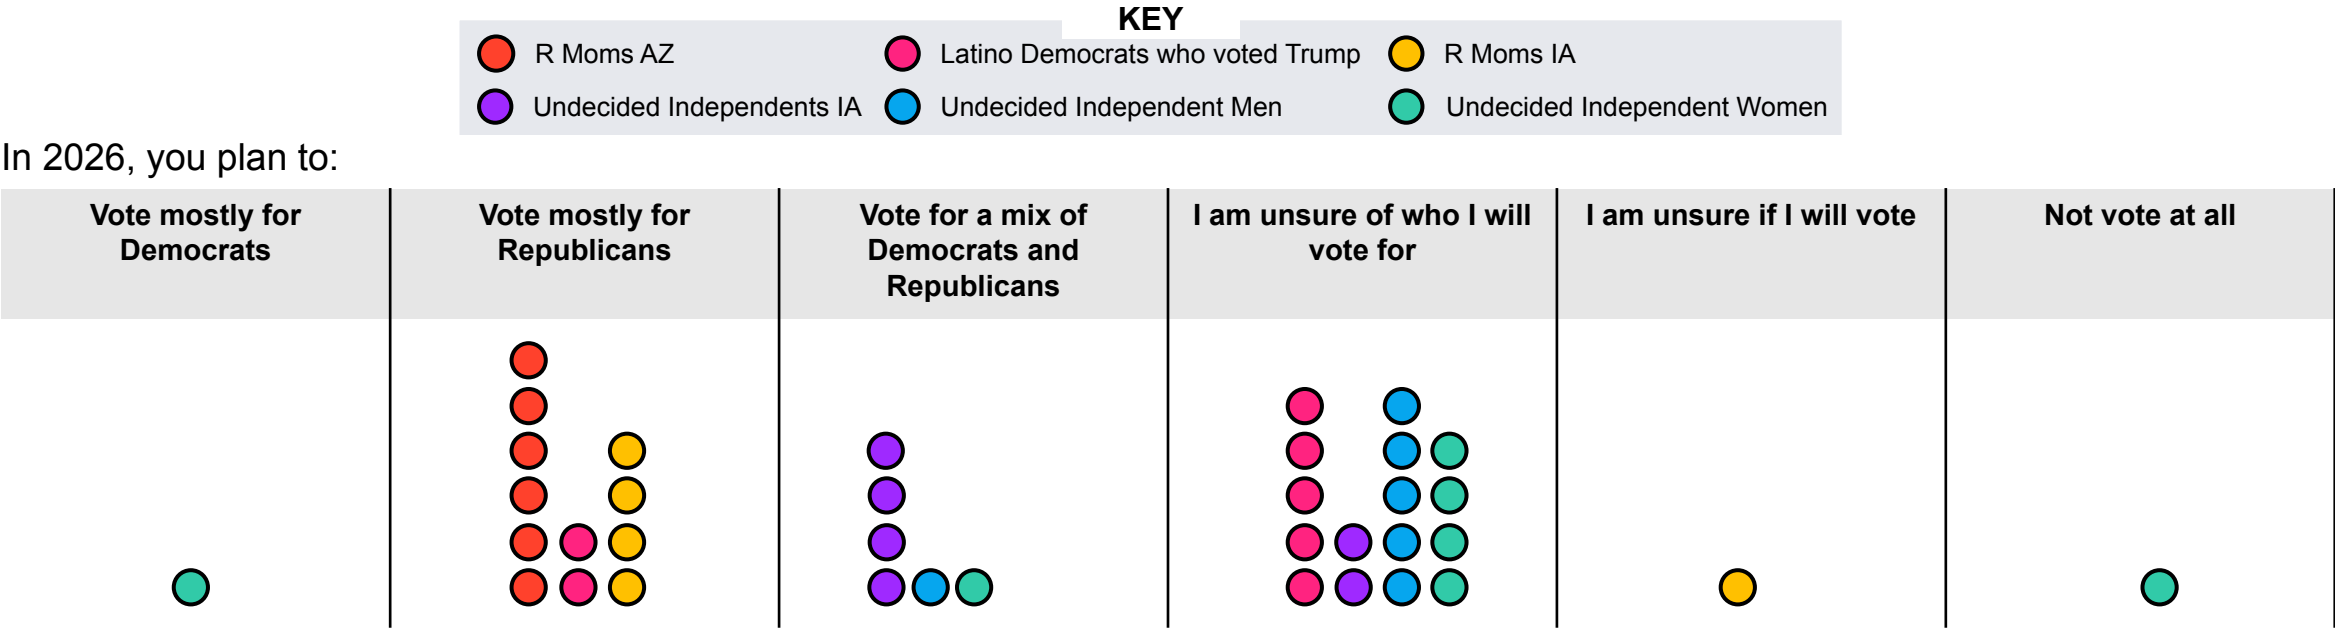 KEY
R Moms AZ
Latino Democrats who voted Trump
R Moms IA
Undecided Independents IA
Undecided Independent Men
Undecided Independent Women
In 2026, you plan to:
Vote mostly for
Democrats
Vote mostly for
Republicans
Vote for a mix of
Democrats and
Republicans
I am unsure of who I will
vote for
I am unsure if I will vote
Not vote at all